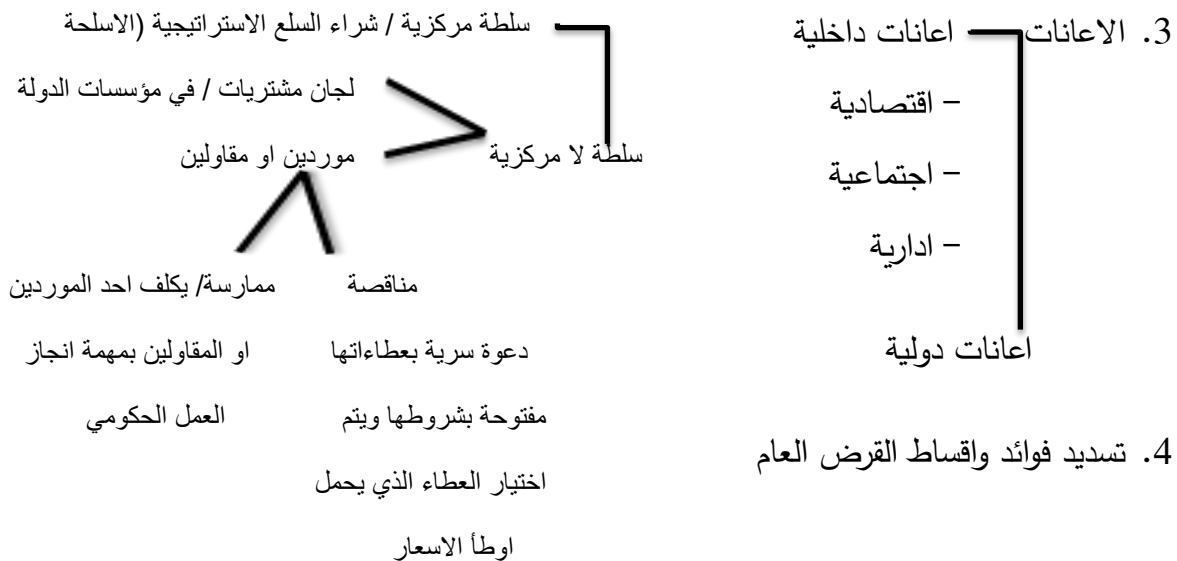 3. الاعانات
اعانات داخلية
- اقتصادية
- اجتماعية
- ادارية
اعانات دولية
4. تسديد فوائد واقساط القرض العام
سلطة مركزية / شراء السلع الاستراتيجية (الاسلحة
لجان مشتريات / في مؤسسات الدولة
سلطة لا مركزية
موردين او مقاولين
مناقصة
دعوة سرية بعطاءاتها
مفتوحة بشروطها ويتم
اختيار العطاء الذي يحمل
اوطأ الاسعار
ممارسة/ يكلف احد الموردين
او المقاولين بمهمة انجاز
العمل الحكومي